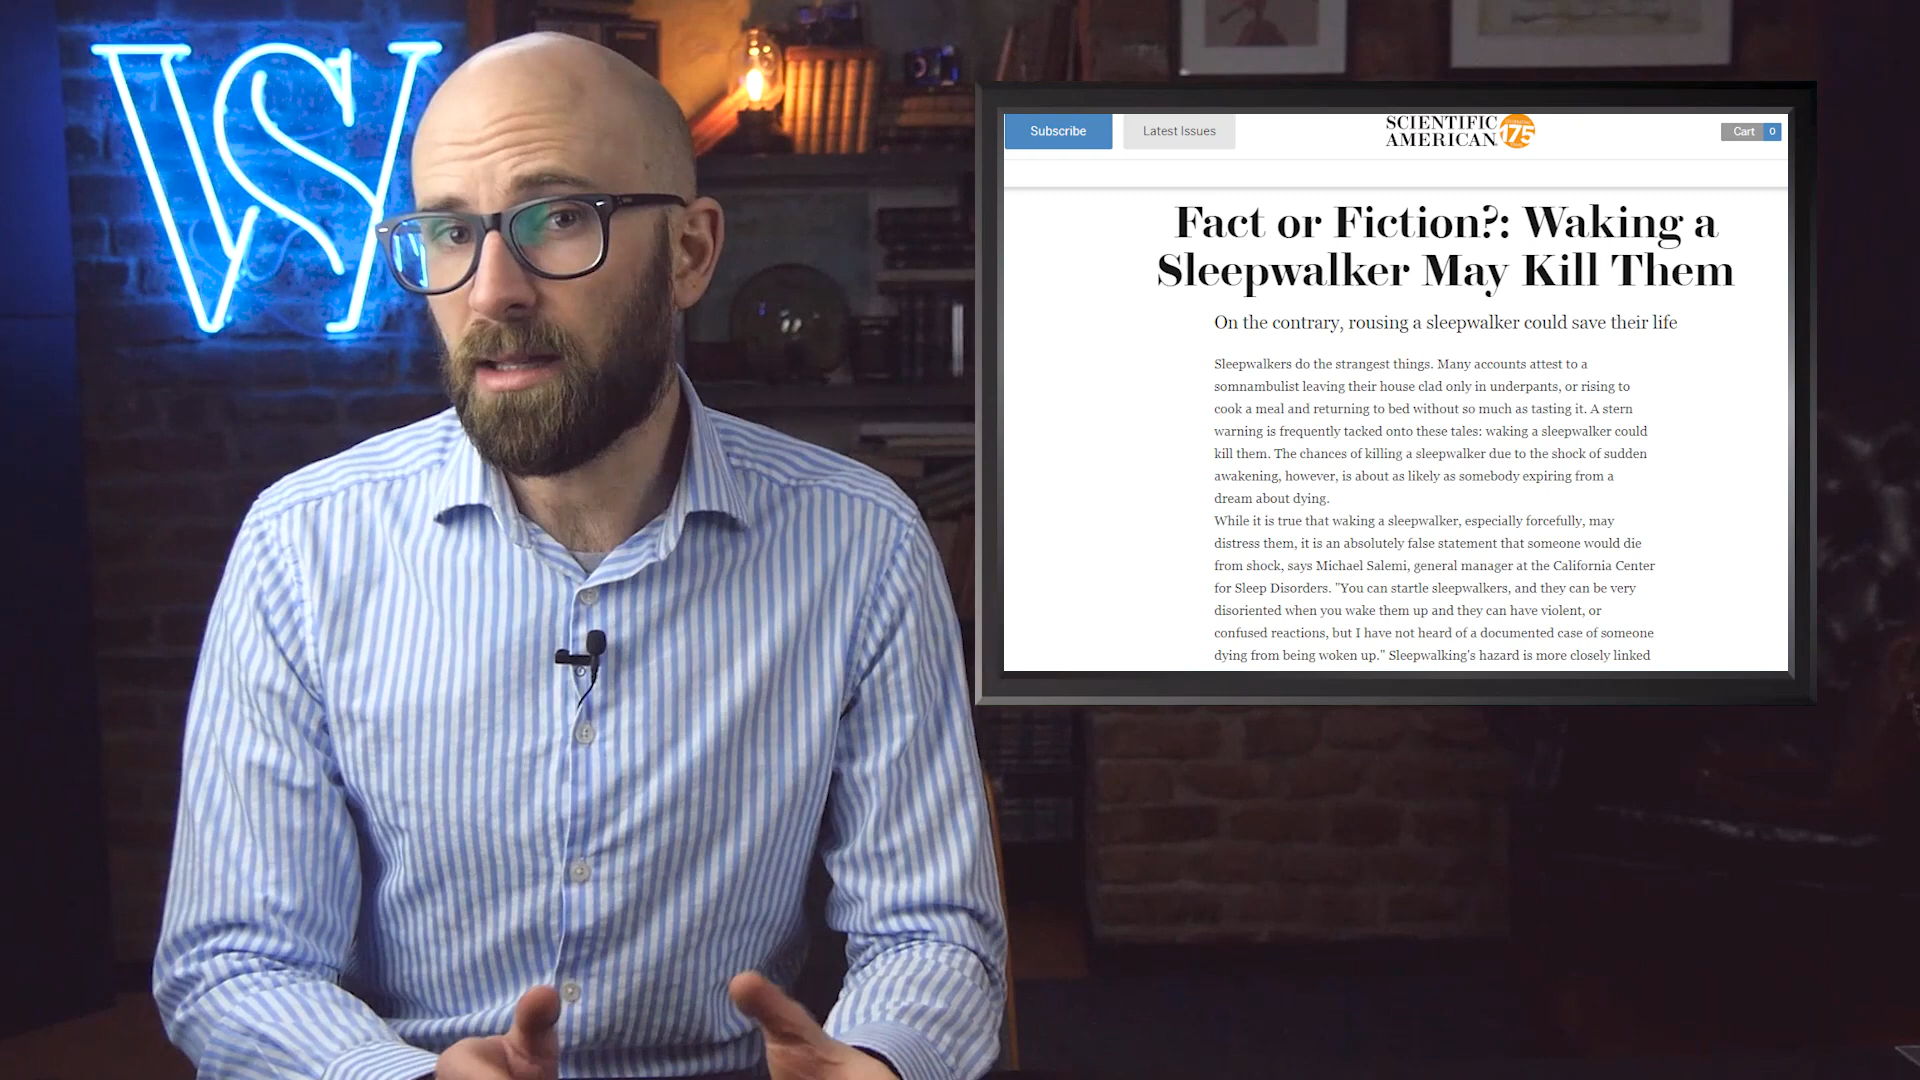 VS
Subscribe
Latest Issues
SCIENTIFIC
AMERICAN
175
Cart 0
Fact or Fiction?: Waking a
Sleepwalker May Kill Them
On the contrary, rousing a sleepwalker could save their life
Sleepwalkers do the strangest things. Many accounts attest to a
somnambulist leaving their house clad only in underpants, or rising to
cook a meal and returning to bed without so much as tasting it. A stern
warning is frequently tacked onto these tales: waking a sleepwalker could
kill them. The chances of killing a sleepwalker due to the shock of sudden
awakening, however, is about as likely as somebody expiring from a
dream about dying.
While it is true that waking a sleepwalker, especially forcefully, may
distress them, it is an absolutely false statement that someone would die
from shock, says Michael Salemi, general manager at the California Center
for Sleep Disorders. "You can startle sleepwalkers, and they can be very
disoriented when you wake them up and they can have violent, or
confused reactions, but I have not heard of a documented case of someone
dying from being woken up." Sleepwalking's hazard is more closely linked